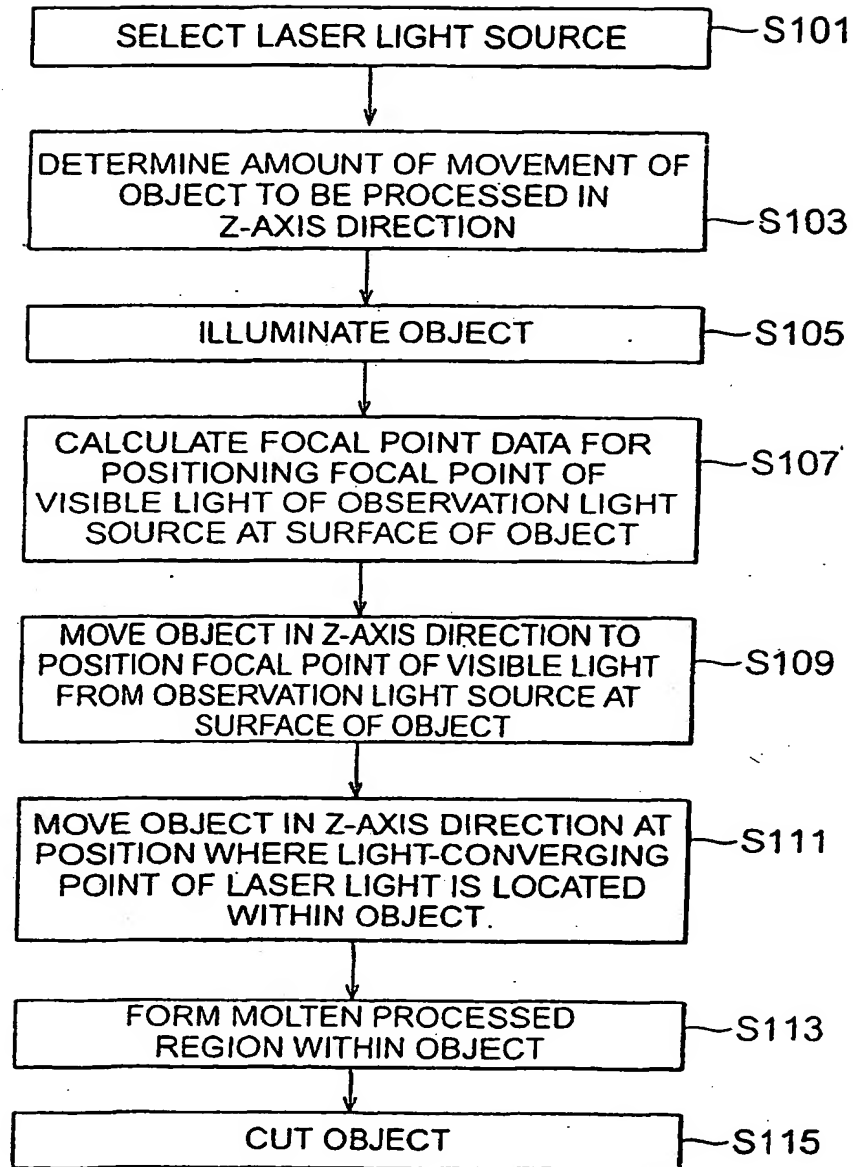 SELECT LASER LIGHT SOURCE
S101
DETERMINE AMOUNT OF MOVEMENT OF
OBJECT TO BE PROCESSED IN
Z-AXIS DIRECTION
S103
ILLUMINATE OBJECT
S105
CALCULATE FOCAL POINT DATA FOR
POSITIONING FOCAL POINT OF
VISIBLE LIGHT OF OBSERVATION LIGHT
SOURCE AT SURFACE OF OBJECT
S107
MOVE OBJECT IN Z-AXIS DIRECTION TO
POSITION FOCAL POINT OF VISIBLE LIGHT
FROM OBSERVATION LIGHT SOURCE AT
SURFACE OF OBJECT
S109
MOVE OBJECT IN Z-AXIS DIRECTION AT
POSITION WHERE LIGHT-CONVERGING
POINT OF LASER LIGHT IS LOCATED
WITHIN OBJECT.
S111
FORM MOLTEN PROCESSED
REGION WITHIN OBJECT
S113
CUT OBJECT
S115